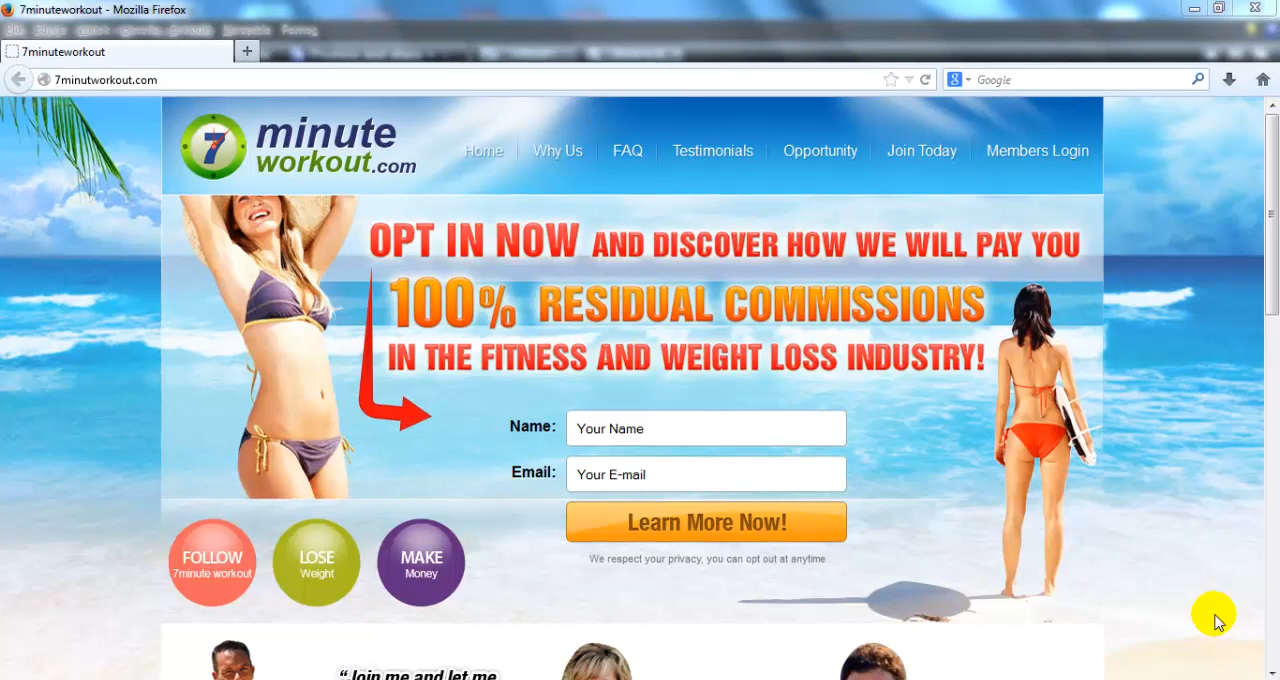 7minuteworkout - Mozilla Firefox
7minuteworkout
7minutworkout.com
Google
7 minute
workout.com
Home
Why Us
FAQ
Testimonials
Opportunity
Join Today
Members Login
OPT IN NOW AND DISCOVER HOW WE WILL PAY YOU
100% RESIDUAL COMMISSIONS
IN THE FITNESS AND WEIGHT LOSS INDUSTRY!
Name: Your Name
Email: Your E-mail
Learn More Now!
We respect your privacy, you can opt out at anytime
FOLLOW
7minute workout
LOSE
Weight
MAKE
Money
“Join me and let me